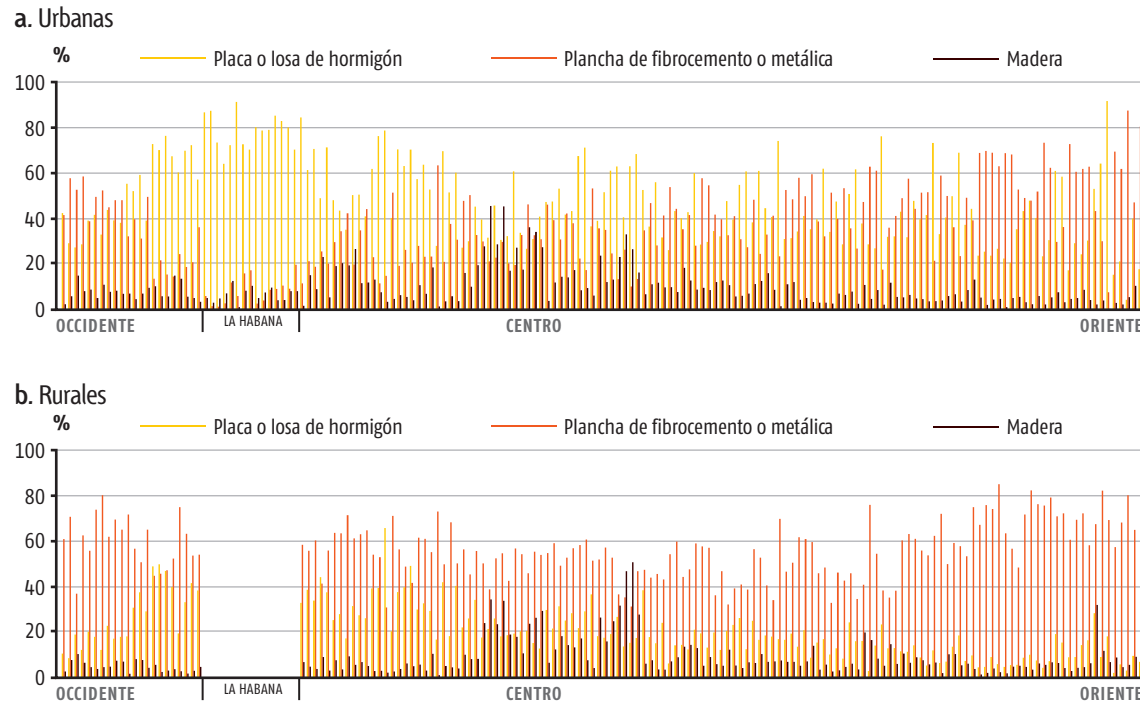 a. Urbanas
% Placa o losa de hormigón Plancha de fibrocemento o metálica Madera
100
80
60
40
20
0
OCCIDENTE LA HABANA CENTRO ORIENTE
b. Rurales
% Placa o losa de hormigón Plancha de fibrocemento o metálica Madera
100
80
60
40
20
0
OCCIDENTE LA HABANA CENTRO ORIENTE